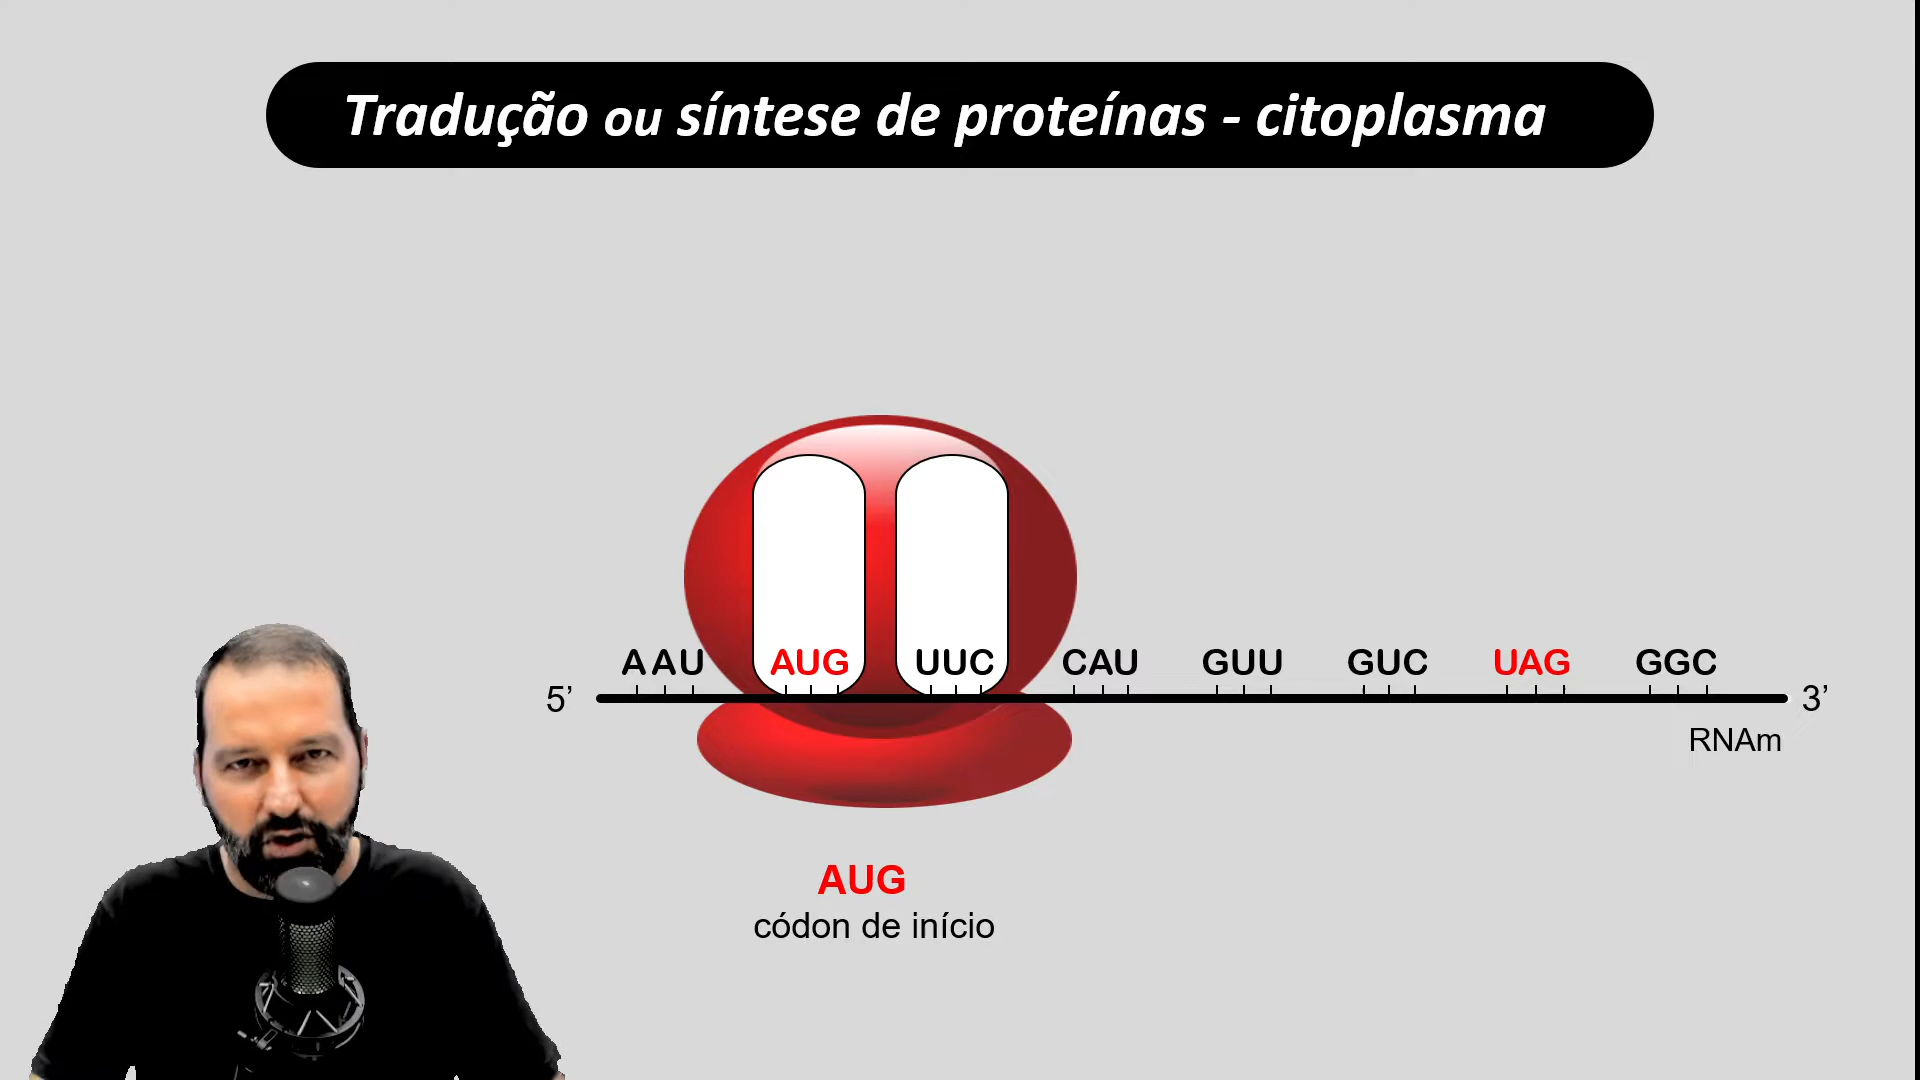 Tradução ou síntese de proteínas - citoplasma
AAU AUG UUC CAU GUU GUC UAG GGC
5’ 3’
RNAm
AUG
códon de início